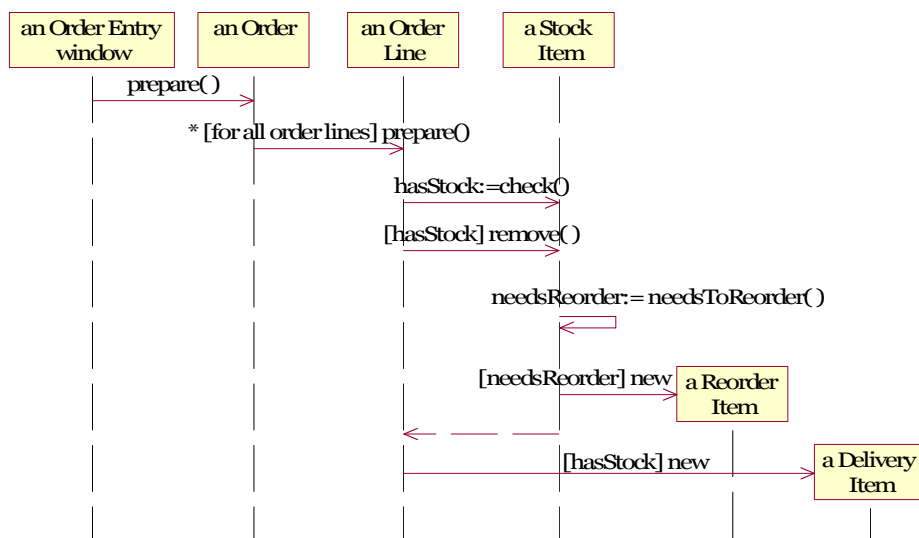 an Order Entry
window
an Order
an Order
Line
a Stock
Item
prepare( )
* [for all order lines] prepare()
hasStock:=check()
[hasStock] remove( )
needsReorder:= needsToReorder( )
[needsReorder] new
a Reorder
Item
[hasStock] new
a Delivery
Item